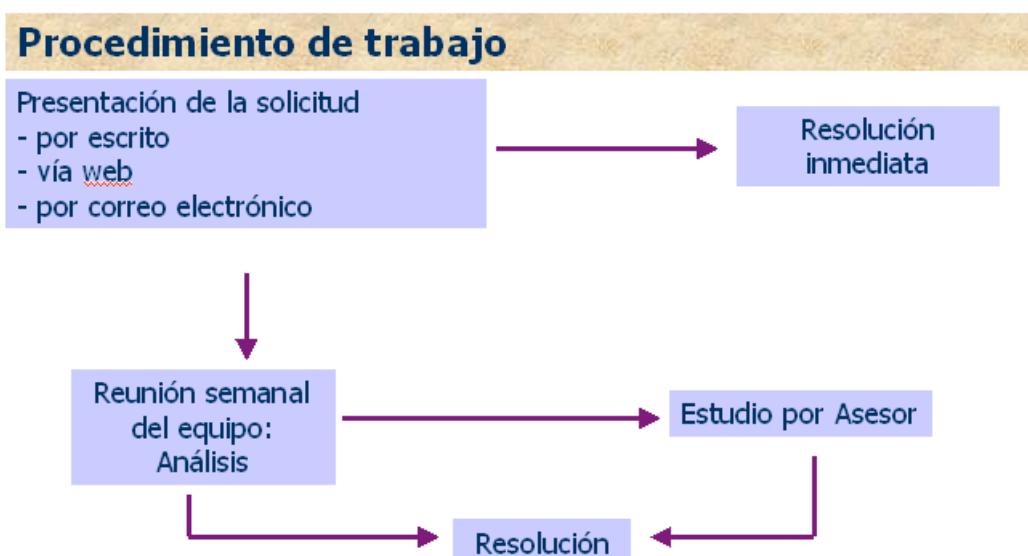 Procedimiento de trabajo
Presentación de la solicitud
- por escrito
- vía web
- por correo electrónico
Resolución
inmediata
Reunión semanal
del equipo:
Análisis
Estudio por Asesor
Resolución